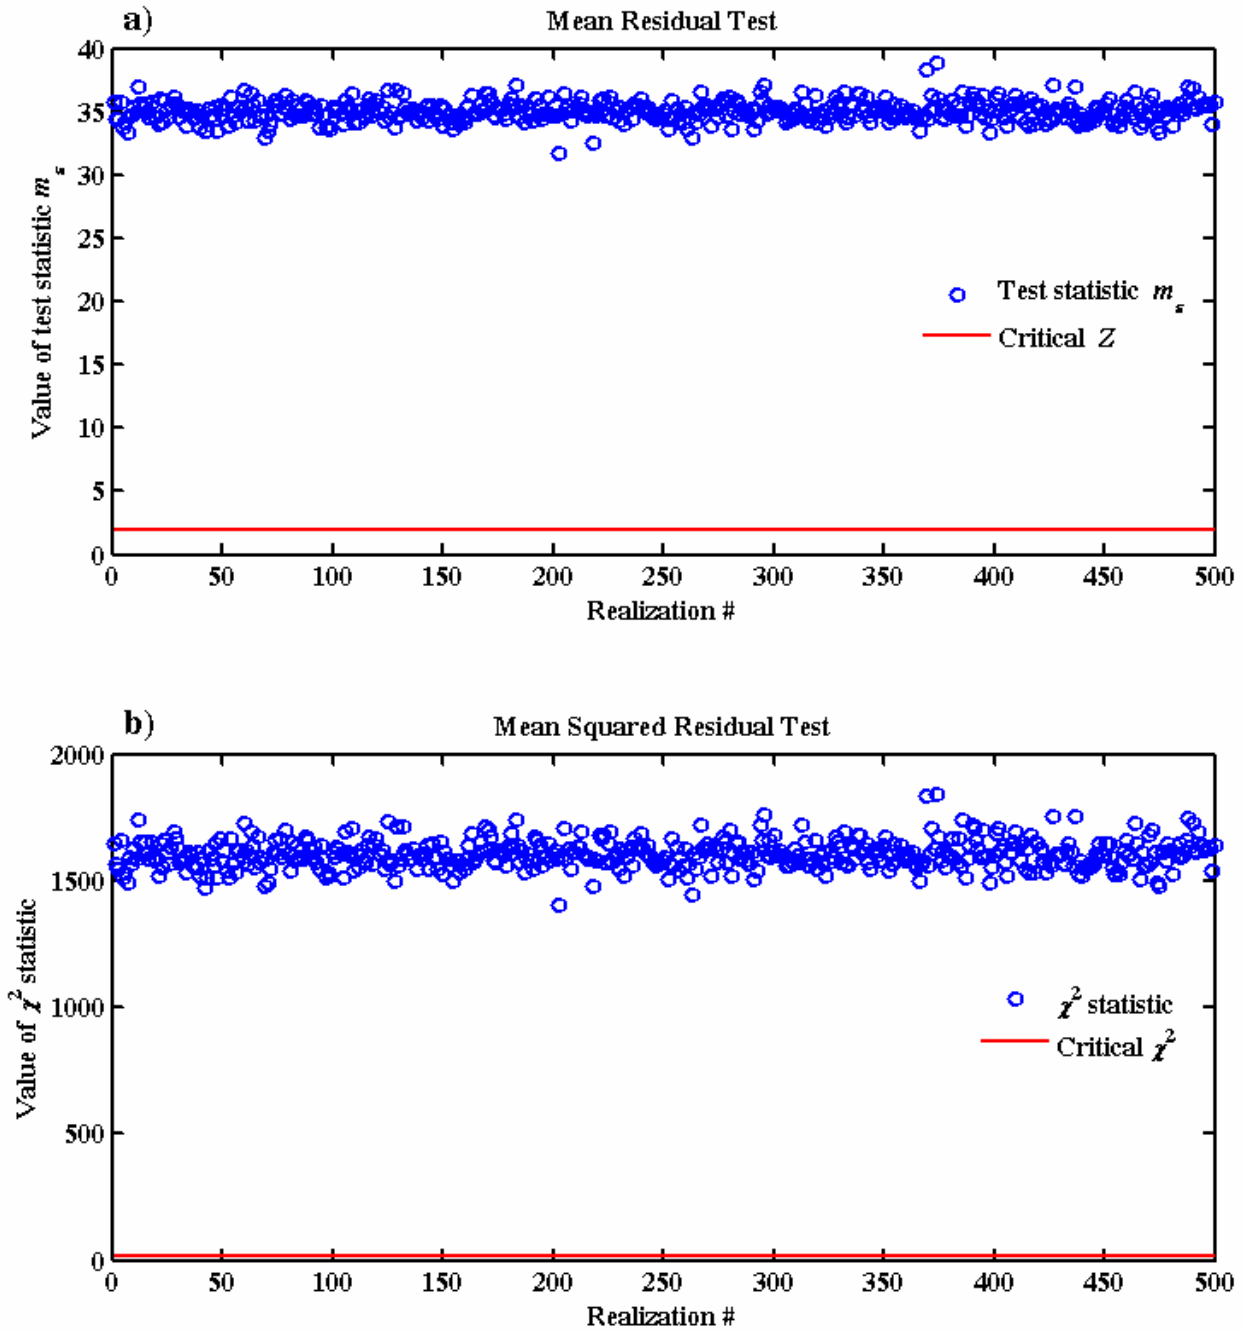 a)
Mean Residual Test
40
35
30
25
20
15
10
5
0
Value of test statistic m s
Test statistic m s
Critical Z
0 50 100 150 200 250 300 350 400 450 500
Realization #
b)
Mean Squared Residual Test
2000
1500
1000
500
0
Value of χ² statistic
χ² statistic
Critical χ²
0 50 100 150 200 250 300 350 400 450 500
Realization #